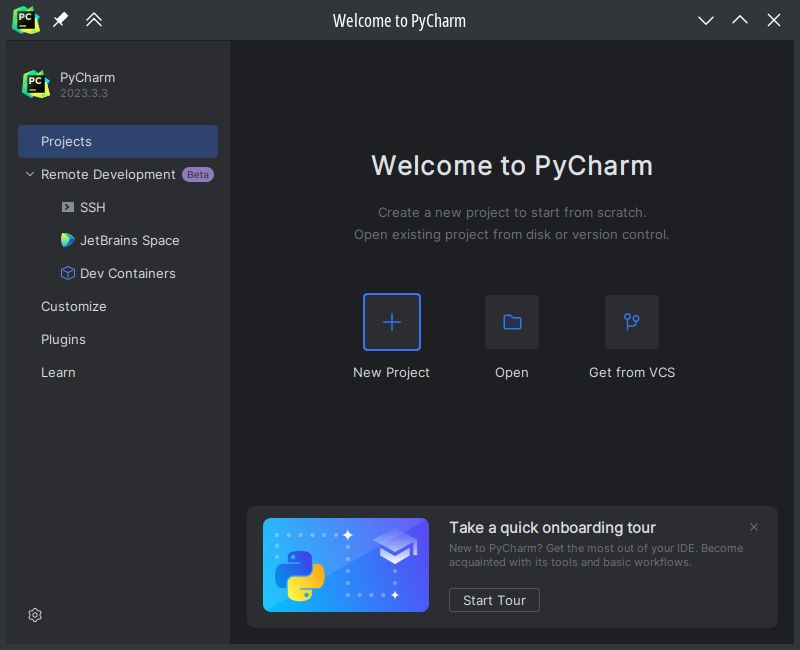 PC
Welcome to PyCharm
PC
PyCharm
2023.3.3
Projects
Remote Development Beta
SSH
JetBrains Space
Dev Containers
Customize
Plugins
Learn
Welcome to PyCharm
Create a new project to start from scratch.
Open existing project from disk or version control.
New Project
Open
Get from VCS
Take a quick onboarding tour
New to PyCharm? Get the most out of your IDE. Become
acquainted with its tools and basic workflows.
Start Tour